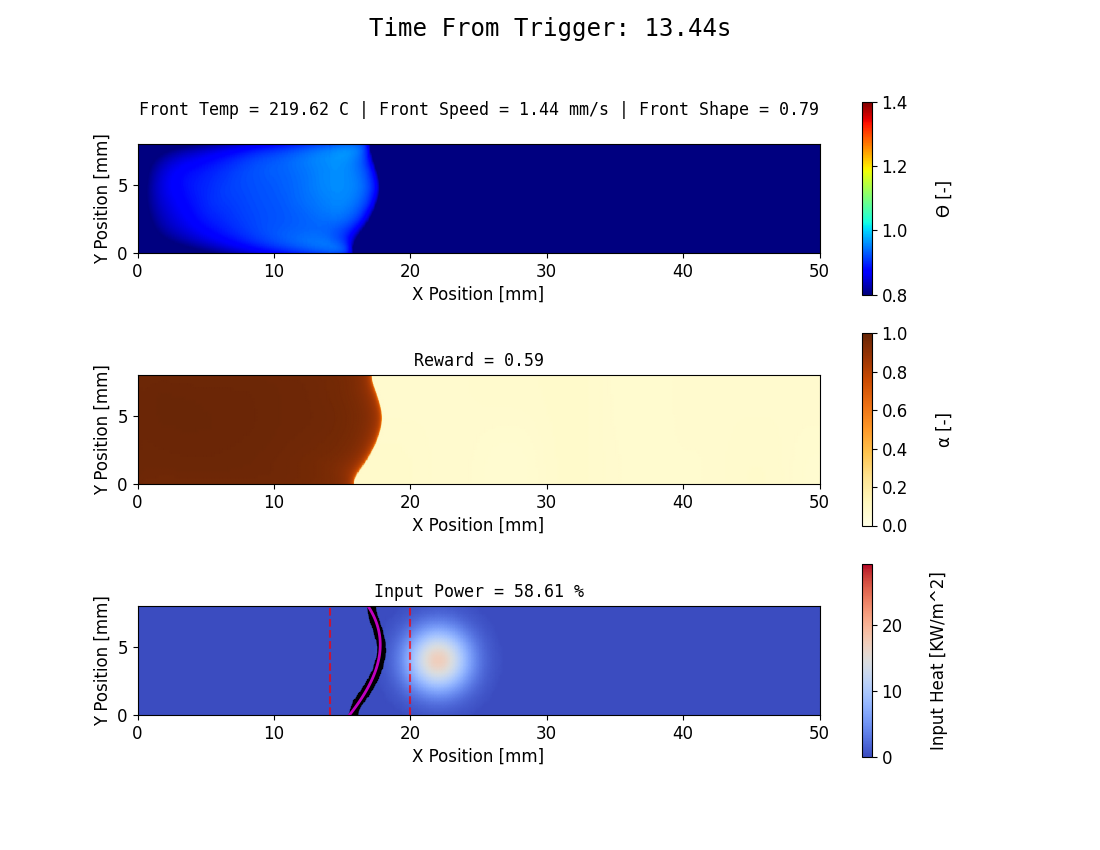 Time From Trigger: 13.44s
Front Temp = 219.62 C | Front Speed = 1.44 mm/s | Front Shape = 0.79
Y Position [mm]
5
0
0 10 20 30 40 50
X Position [mm]
1.4
1.2
1.0
0.8
Θ [-]
Reward = 0.59
Y Position [mm]
5
0
0 10 20 30 40 50
X Position [mm]
1.0
0.8
0.6
0.4
0.2
0.0
α [-]
Input Power = 58.61 %
Y Position [mm]
5
0
0 10 20 30 40 50
X Position [mm]
20
10
0
Input Heat [KW/m^2]